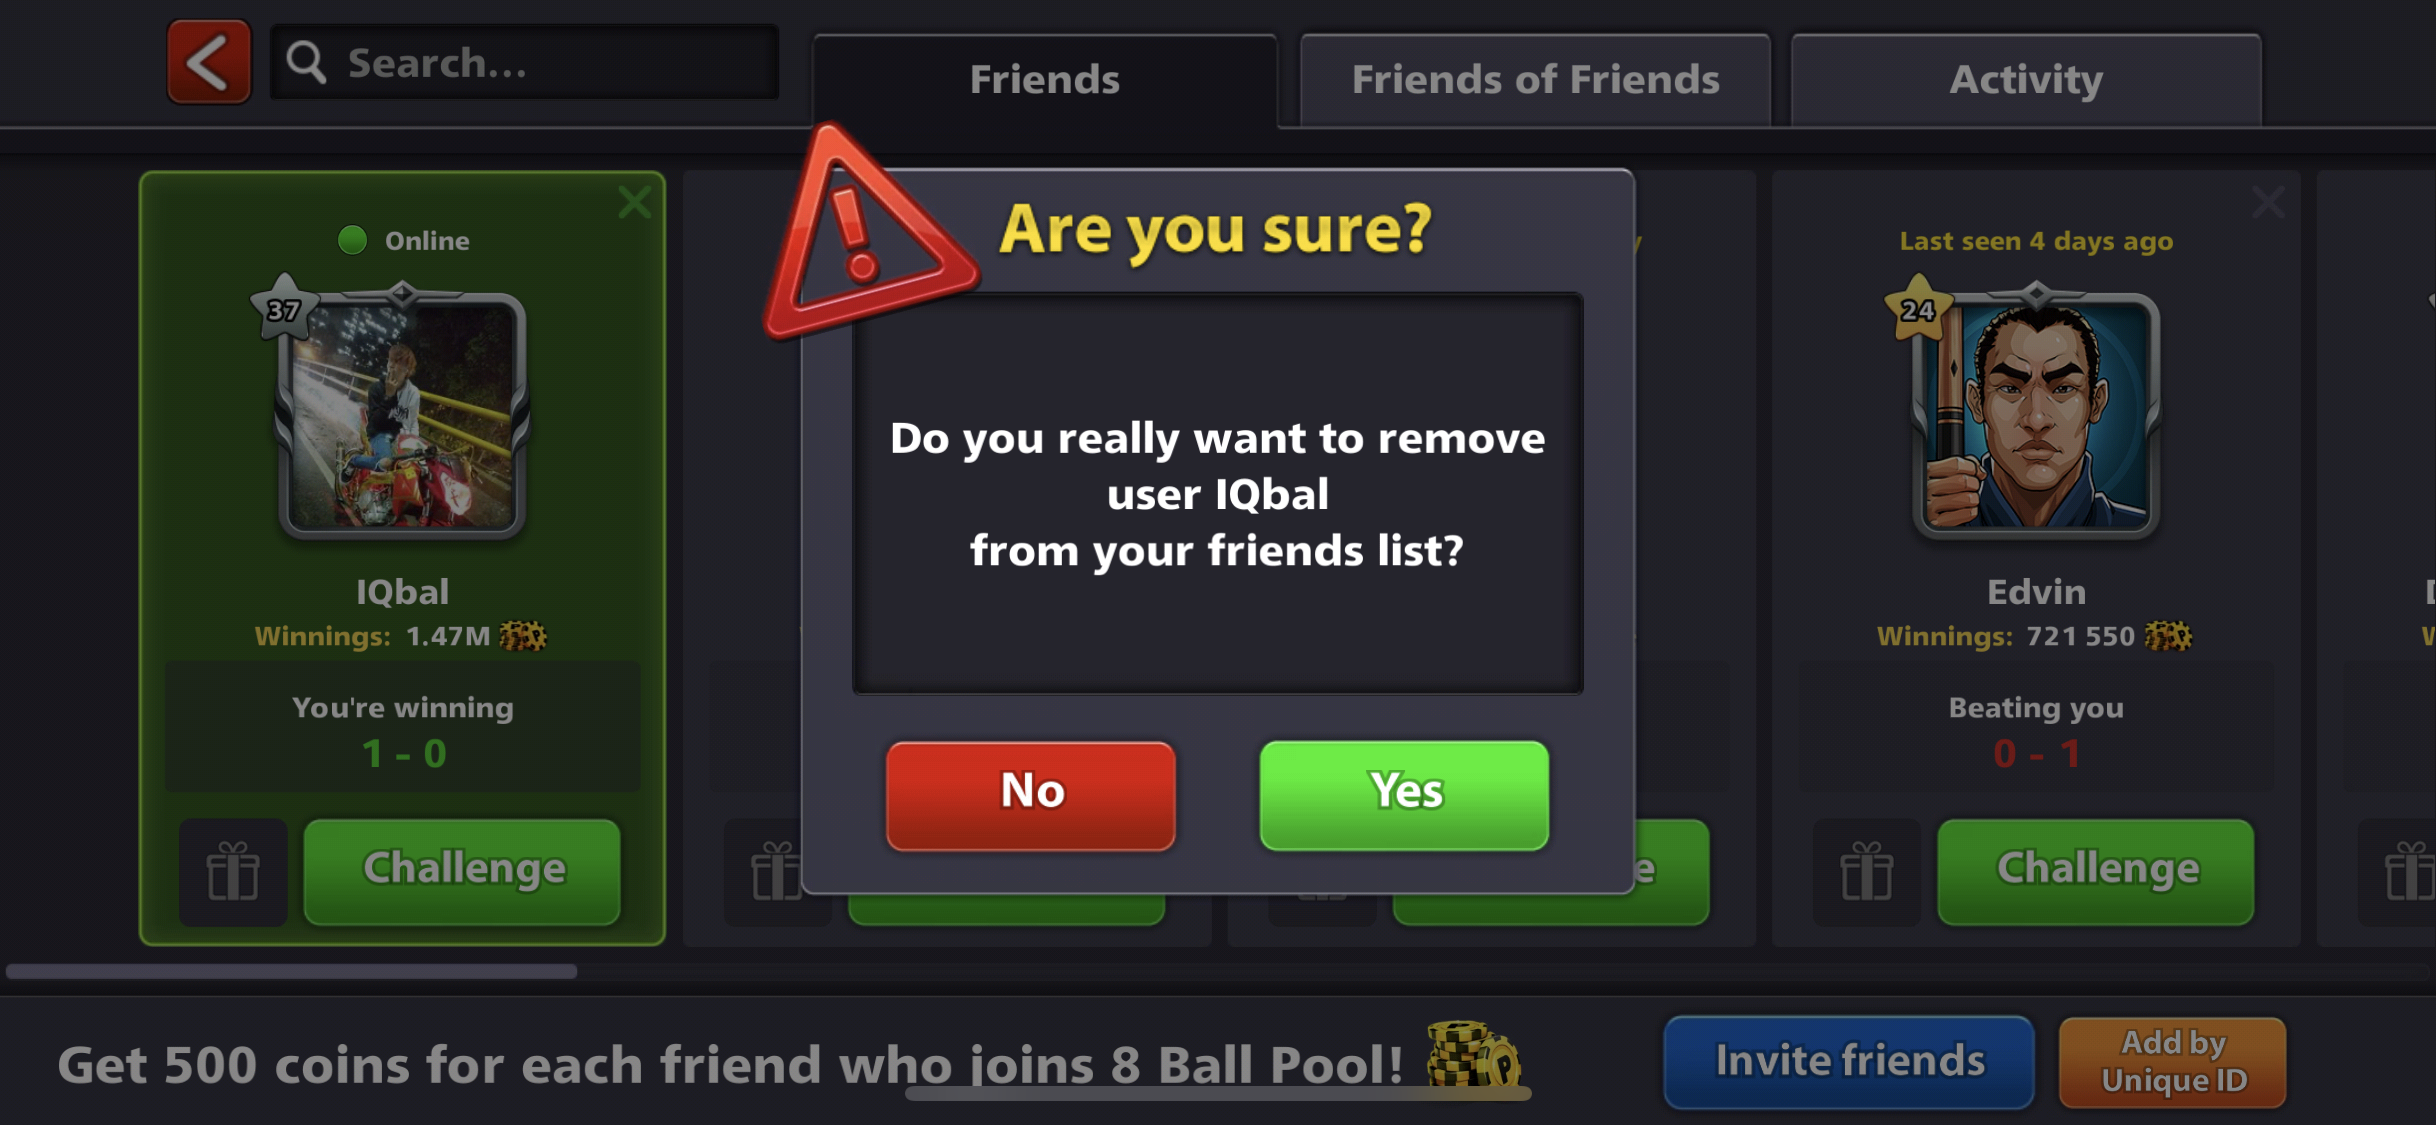 Search...
Friends
Friends of Friends
Activity
Online
37
IQbal
Winnings: 1.47M
You're winning
1 - 0
Challenge
Are you sure?
Do you really want to remove
user IQbal
from your friends list?
No
Yes
Last seen 4 days ago
24
Edvin
Winnings: 721 550
Beating you
0 - 1
Challenge
Get 500 coins for each friend who joins 8 Ball Pool!
Invite friends
Add by
Unique ID